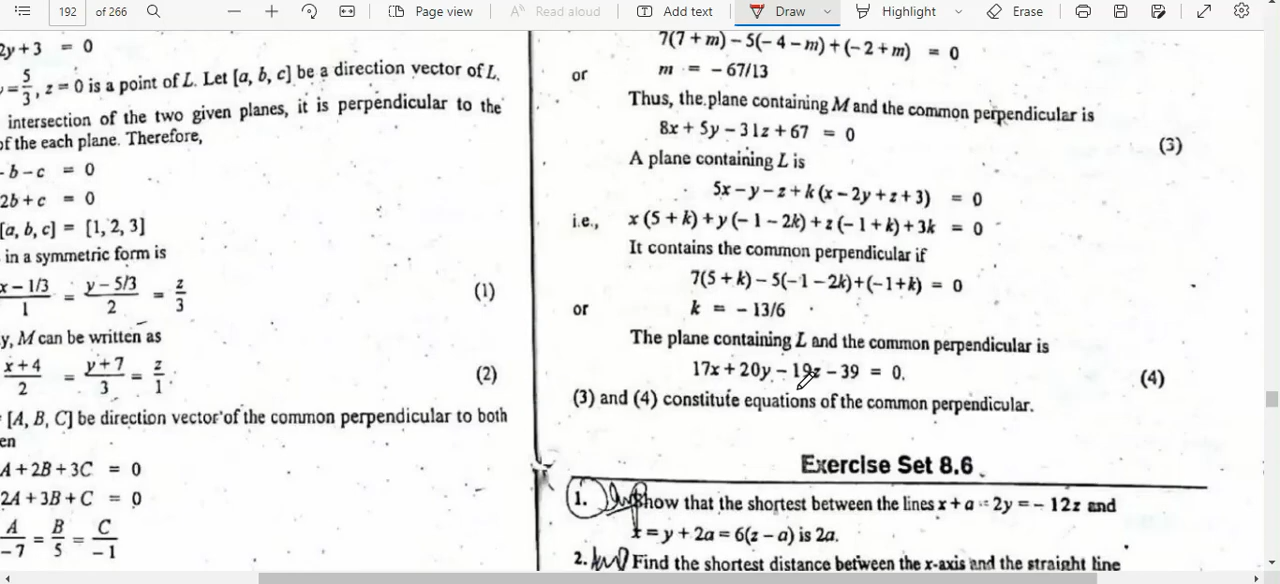 192 of 266 Page view Read aloud Add text Draw Highlight Erase
2y + 3 = 0
= 5/3, z = 0 is a point of L. Let [a, b, c] be a direction vector of L.
intersection of the two given planes, it is perpendicular to the
of the each plane. Therefore,
- b - c = 0
2b + c = 0
[a, b, c] = [1, 2, 3]
in a symmetric form is
x - 1/3 / 1 = y - 5/3 / 2 = z / 3 (1)
y, M can be written as
x + 4 / 2 = y + 7 / 3 = z / 1. (2)
[A, B, C] be direction vector of the common perpendicular to both
en
A + 2B + 3C = 0
2A + 3B + C = 0
A / -7 = B / 5 = C / -1
7(7 + m) - 5(- 4 - m) + (- 2 + m) = 0
or m = - 67/13
Thus, the plane containing M and the common perpendicular is
8x + 5y - 31z + 67 = 0 (3)
A plane containing L is
5x - y - z + k (x - 2y + z + 3) = 0
i.e., x (5 + k) + y (- 1 - 2k) + z (- 1 + k) + 3k = 0
It contains the common perpendicular if
7(5 + k) - 5(-1 - 2k) + (-1 + k) = 0
or k = - 13/6
The plane containing L and the common perpendicular is
17x + 20y - 19z - 39 = 0. (4)
(3) and (4) constitute equations of the common perpendicular.
Exercise Set 8.6
1. Show that the shortest between the lines x + a = 2y = - 12z and
x = y + 2a = 6(z - a) is 2a.
2. Find the shortest distance between the x-axis and the straight line